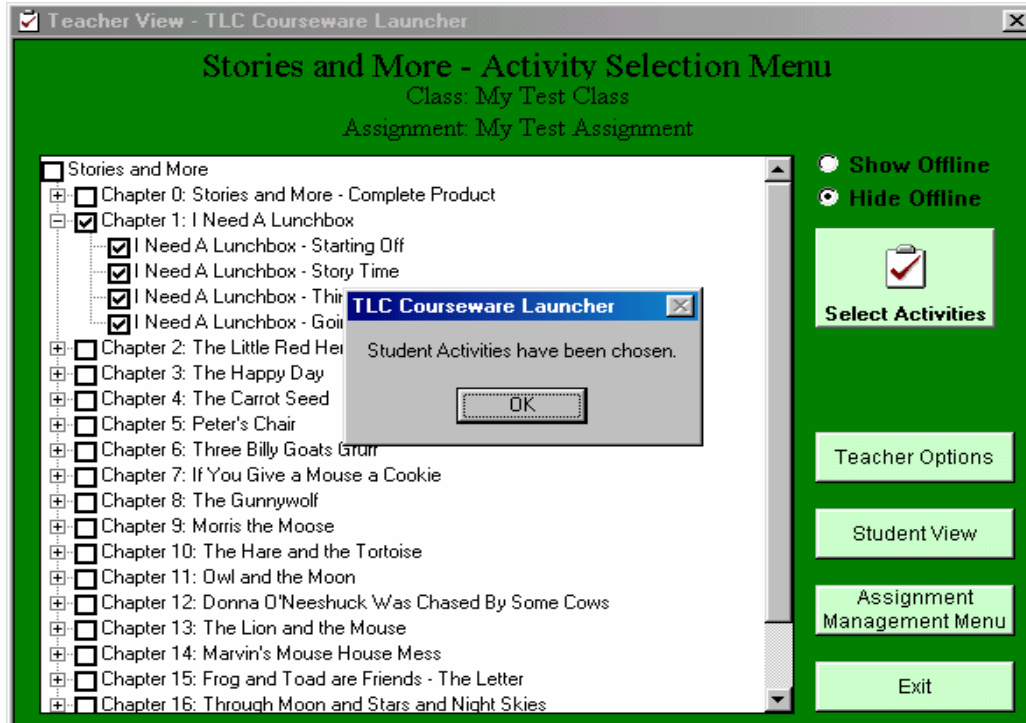 Teacher View - TLC Courseware Launcher
Stories and More - Activity Selection Menu
Class: My Test Class
Assignment: My Test Assignment
Stories and More
Chapter 0: Stories and More - Complete Product
Chapter 1: I Need A Lunchbox
I Need A Lunchbox - Starting Off
I Need A Lunchbox - Story Time
I Need A Lunchbox - Thin
I Need A Lunchbox - Goin
Chapter 2: The Little Red Hen
Chapter 3: The Happy Day
Chapter 4: The Carrot Seed
Chapter 5: Peter's Chair
Chapter 6: Three Billy Goats Gruff
Chapter 7: If You Give a Mouse a Cookie
Chapter 8: The Gunnywolf
Chapter 9: Morris the Moose
Chapter 10: The Hare and the Tortoise
Chapter 11: Owl and the Moon
Chapter 12: Donna O'Neeshuck Was Chased By Some Cows
Chapter 13: The Lion and the Mouse
Chapter 14: Marvin's Mouse House Mess
Chapter 15: Frog and Toad are Friends - The Letter
Chapter 16: Through Moon and Stars and Night Skies
TLC Courseware Launcher
Student Activities have been chosen.
OK
Show Offline
Hide Offline
Select Activities
Teacher Options
Student View
Assignment
Management Menu
Exit